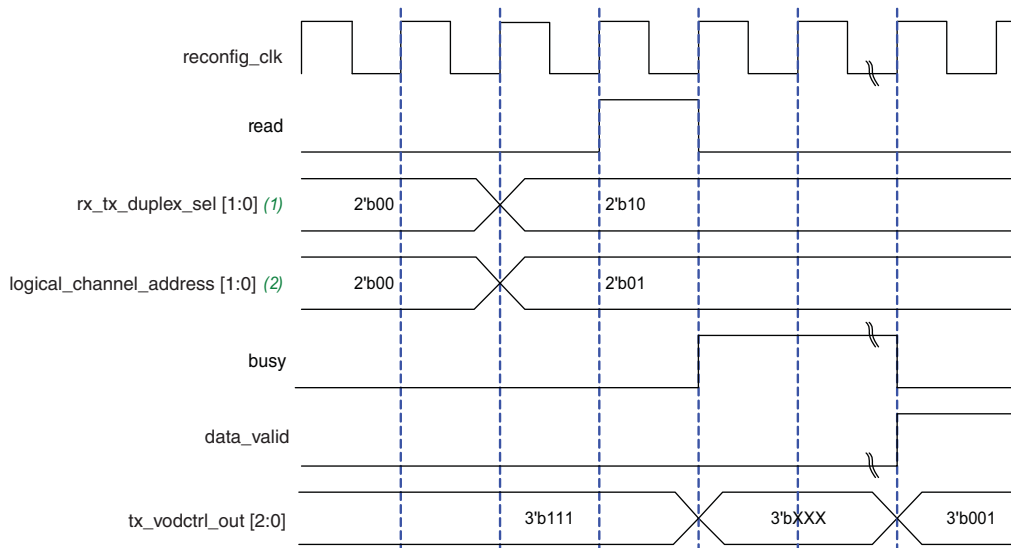 reconfig_clk
read
rx_tx_duplex_sel [1:0] (1) 2'b00 2'b10
logical_channel_address [1:0] (2) 2'b00 2'b01
busy
data_valid
tx_vodctrl_out [2:0] 3'b111 3'bXXX 3'b001